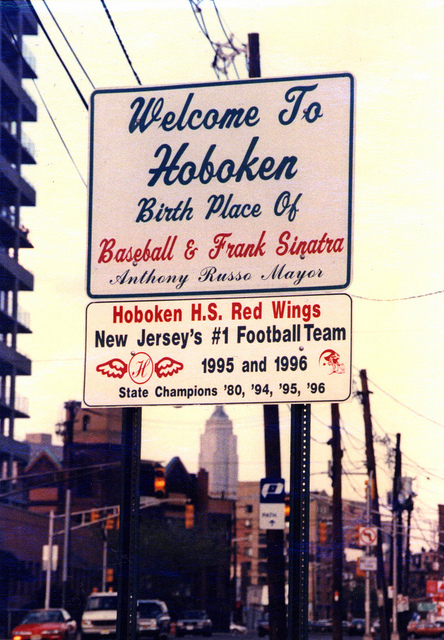 Welcome To
Hoboken
Birth Place Of
Baseball & Frank Sinatra
Anthony Russo Mayor
Hoboken H.S. Red Wings
New Jersey's #1 Football Team
H
1995 and 1996
State Champions '80, '94, '95, '96
PATH